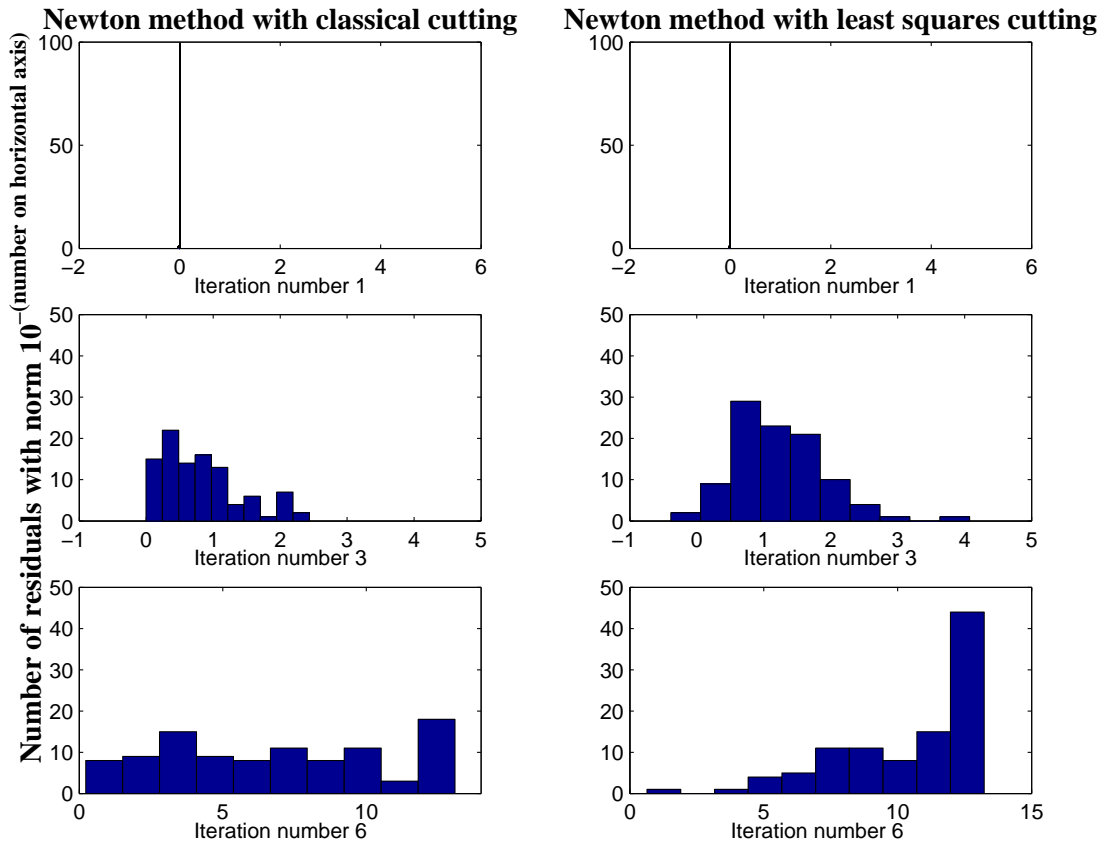 Newton method with classical cutting
Newton method with least squares cutting
Number of residuals with norm 10^−(number on horizontal axis)
100
50
0
−2 0 2 4 6
Iteration number 1
100
50
0
−2 0 2 4 6
Iteration number 1
50
40
30
20
10
0
−1 0 1 2 3 4 5
Iteration number 3
50
40
30
20
10
0
−1 0 1 2 3 4 5
Iteration number 3
50
40
30
20
10
0
0 5 10
Iteration number 6
50
40
30
20
10
0
0 5 10 15
Iteration number 6